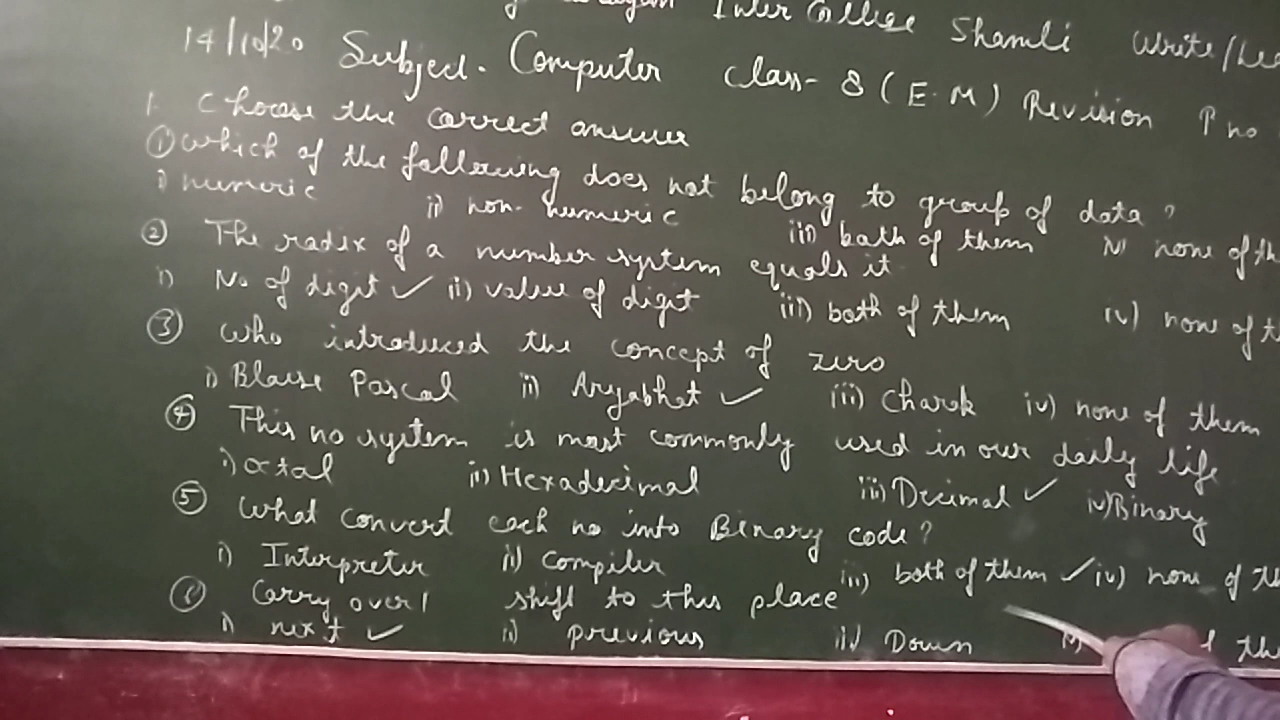 Inter College Shamli write/
14/10/20 Subject. Computer class- 8 (E.M) Revision P no
1. Choose the correct answer
① which of the following does not belong to group of data?
i) numeric ii) non-numeric iii) both of them iv) none of th
② The radix of a number system equals it
i) No of digit ✓ ii) value of digit iii) both of them iv) none of t
③ who introduced the concept of zero
i) Blaise Pascal ii) Aryabhat ✓ iii) Charak iv) none of them
④ This no system is most commonly used in our daily life
i) octal ii) Hexadecimal iii) Decimal ✓ iv) Binary
⑤ What convert each no into Binary code?
i) Interpreter ii) compiler iii) both of them ✓ iv) none of th
⑥ Carry over 1 shift to this place
i) next ✓ ii) previous iii) Down the